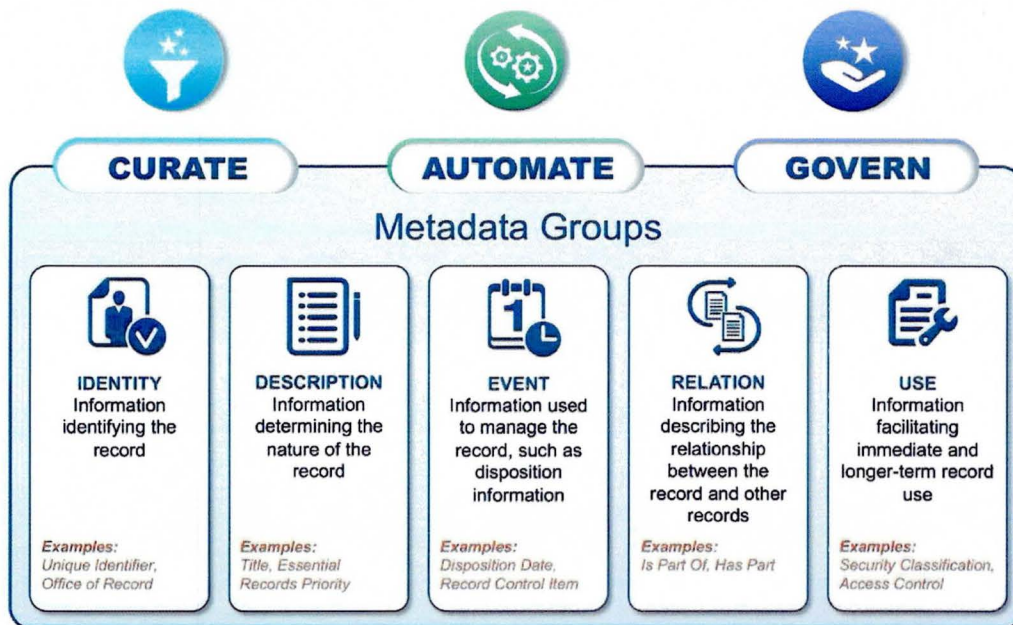 CURATE
AUTOMATE
GOVERN
Metadata Groups
IDENTITY
Information
identifying the
record
Examples:
Unique Identifier,
Office of Record
DESCRIPTION
Information
determining the
nature of the
record
Examples:
Title, Essential
Records Priority
1
EVENT
Information used
to manage the
record, such as
disposition
information
Examples:
Disposition Date,
Record Control Item
RELATION
Information
describing the
relationship
between the
record and other
records
Examples:
Is Part Of, Has Part
USE
Information
facilitating
immediate and
longer-term record
use
Examples:
Security Classification,
Access Control